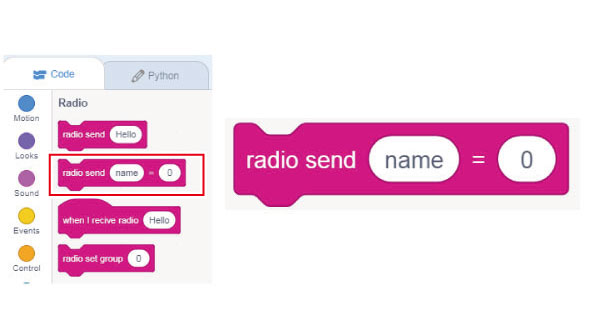 Code
Python
Motion
Looks
Sound
Events
Control
Radio
radio send Hello
radio send name = 0
when I recive radio Hello
radio set group 0
radio send name = 0